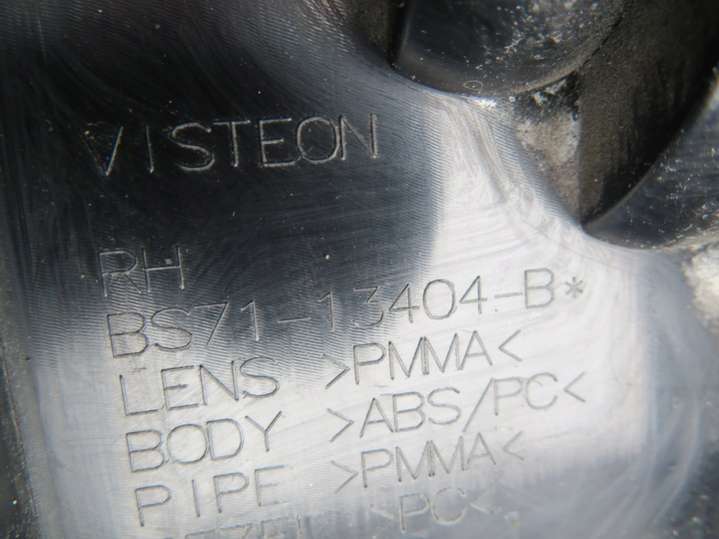 VISTEON
RH
BS71-13404-B*
LENS >PMMA<
BODY >ABS/PC<
PIPE >PMMA<
>PC<